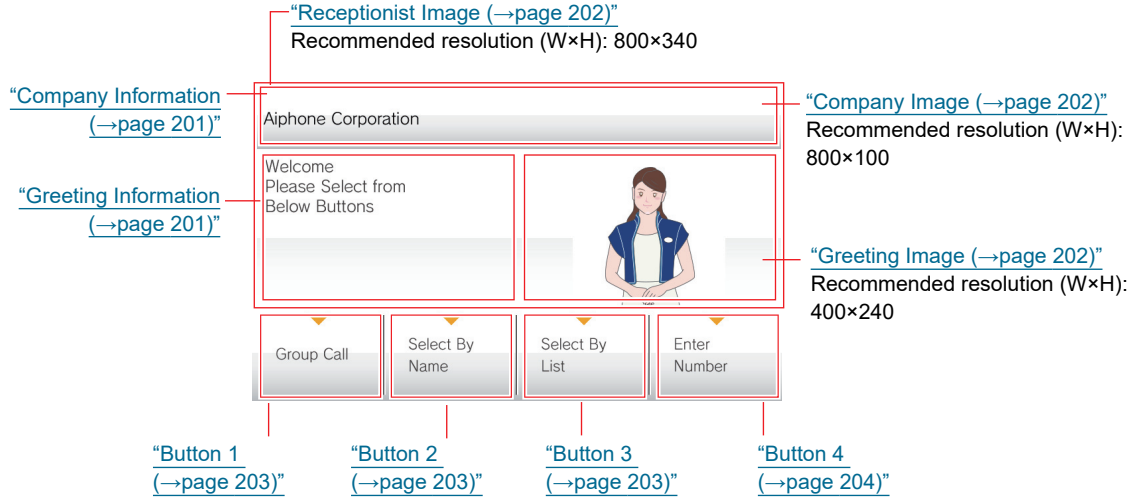 “Receptionist Image (→page 202)”
Recommended resolution (W×H): 800×340
“Company Information
(→page 201)”
Aiphone Corporation
“Company Image (→page 202)”
Recommended resolution (W×H):
800×100
Welcome
Please Select from
Below Buttons
“Greeting Information
(→page 201)”
“Greeting Image (→page 202)”
Recommended resolution (W×H):
400×240
Group Call
Select By
Name
Select By
List
Enter
Number
“Button 1
(→page 203)”
“Button 2
(→page 203)”
“Button 3
(→page 203)”
“Button 4
(→page 204)”